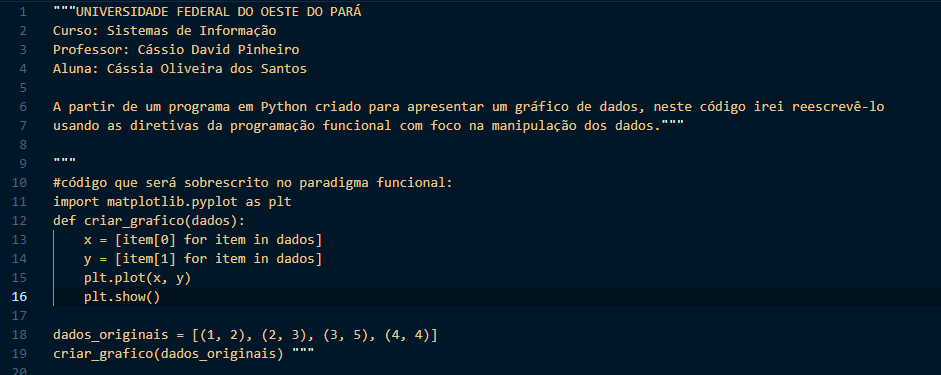 1 """UNIVERSIDADE FEDERAL DO OESTE DO PARÁ
2 Curso: Sistemas de Informação
3 Professor: Cássio David Pinheiro
4 Aluna: Cássia Oliveira dos Santos
5
6 A partir de um programa em Python criado para apresentar um gráfico de dados, neste código irei reescrevê-lo
7 usando as diretivas da programação funcional com foco na manipulação dos dados."""
8
9 """
10 #código que será sobrescrito no paradigma funcional:
11 import matplotlib.pyplot as plt
12 def criar_grafico(dados):
13     x = [item[0] for item in dados]
14     y = [item[1] for item in dados]
15     plt.plot(x, y)
16     plt.show()
17
18 dados_originais = [(1, 2), (2, 3), (3, 5), (4, 4)]
19 criar_grafico(dados_originais) """
20